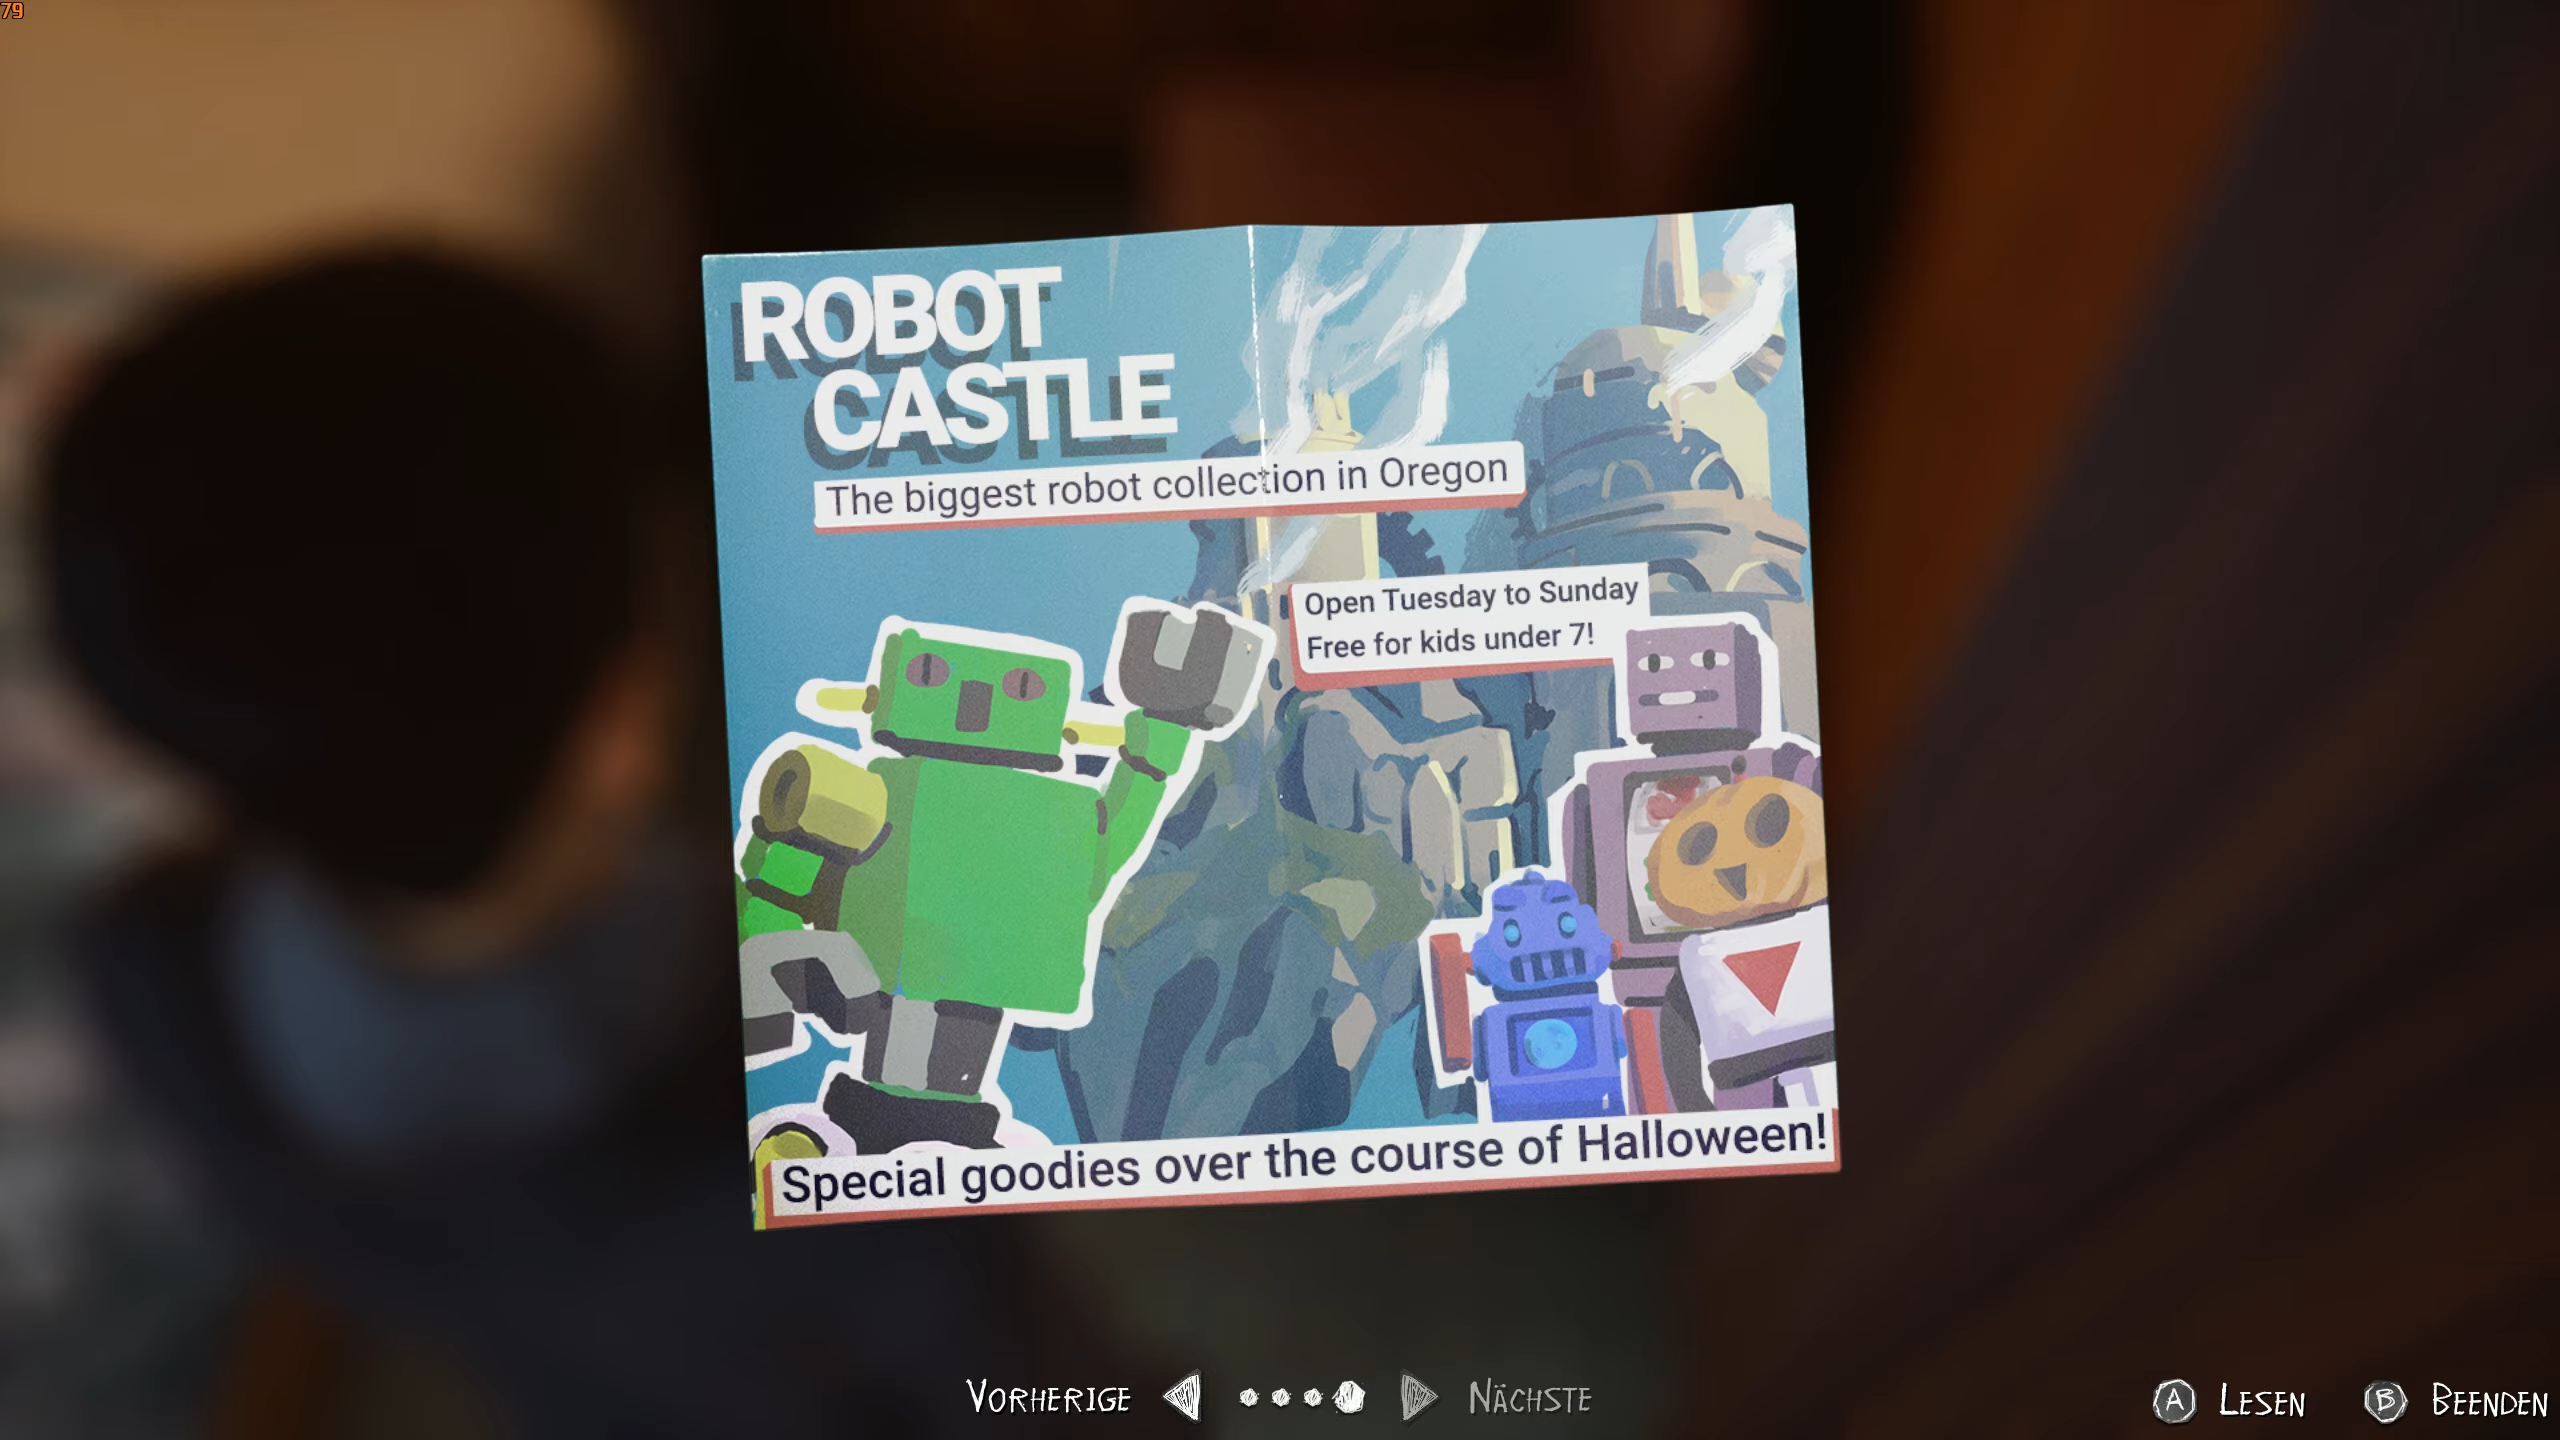 79
ROBOT
CASTLE
The biggest robot collection in Oregon
Open Tuesday to Sunday
Free for kids under 7!
Special goodies over the course of Halloween!
VORHERIGE
NÄCHSTE
A LESEN
B BEENDEN